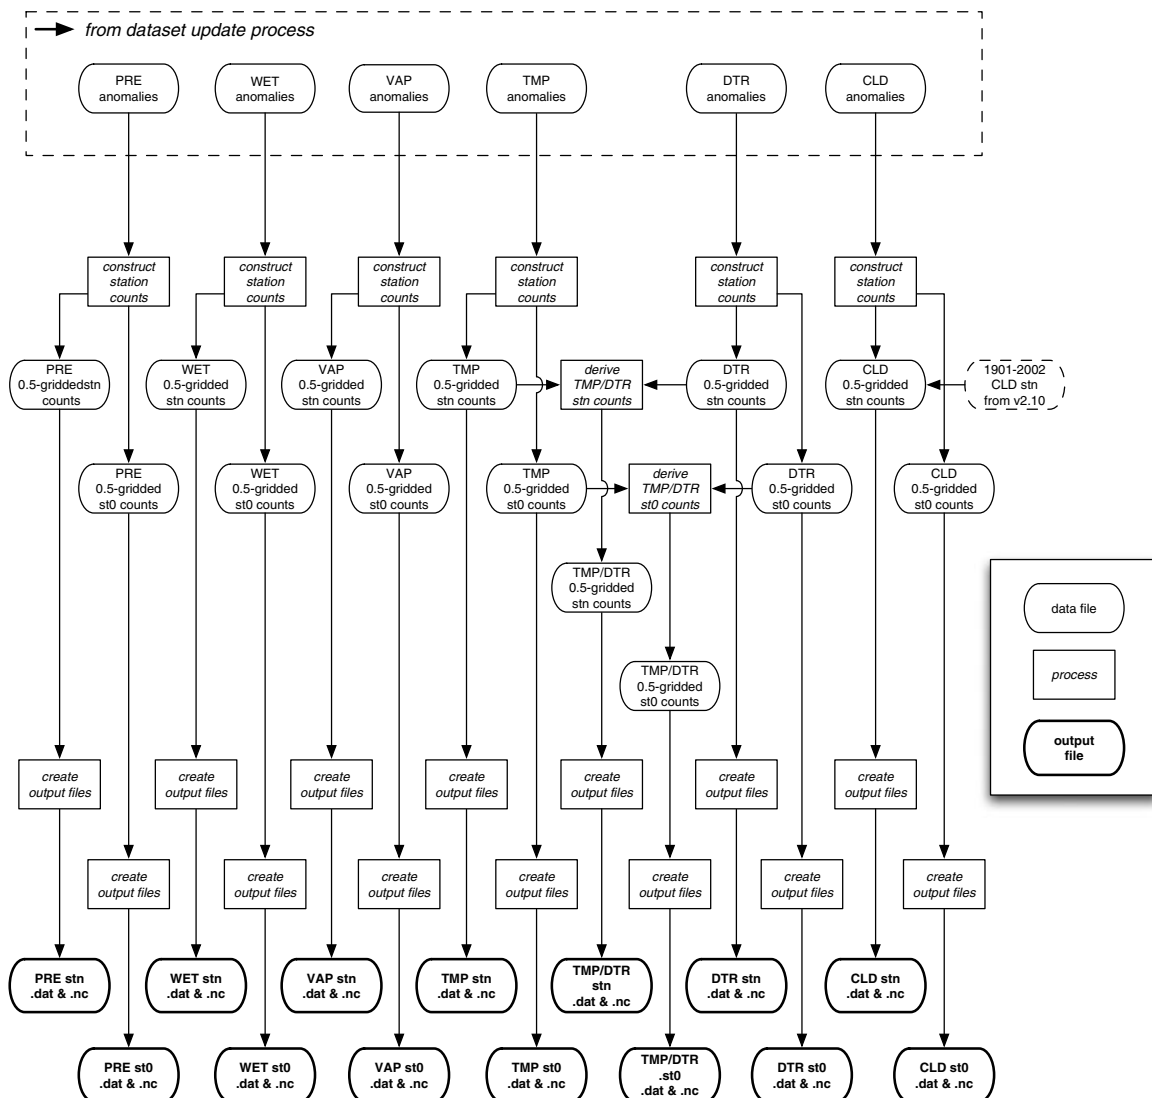 from dataset update process
PRE
anomalies
WET
anomalies
VAP
anomalies
TMP
anomalies
DTR
anomalies
CLD
anomalies
construct
station
counts
construct
station
counts
construct
station
counts
construct
station
counts
construct
station
counts
construct
station
counts
PRE
0.5-griddedstn
counts
WET
0.5-gridded
stn counts
VAP
0.5-gridded
stn counts
TMP
0.5-gridded
stn counts
derive
TMP/DTR
stn counts
DTR
0.5-gridded
stn counts
CLD
0.5-gridded
stn counts
1901-2002
CLD stn
from v2.10
PRE
0.5-gridded
st0 counts
WET
0.5-gridded
st0 counts
VAP
0.5-gridded
st0 counts
TMP
0.5-gridded
st0 counts
derive
TMP/DTR
st0 counts
DTR
0.5-gridded
st0 counts
CLD
0.5-gridded
st0 counts
TMP/DTR
0.5-gridded
stn counts
TMP/DTR
0.5-gridded
st0 counts
data file
process
output
file
create
output files
create
output files
create
output files
create
output files
create
output files
create
output files
create
output files
create
output files
create
output files
create
output files
create
output files
create
output files
create
output files
create
output files
PRE stn
.dat & .nc
WET stn
.dat & .nc
VAP stn
.dat & .nc
TMP stn
.dat & .nc
TMP/DTR
stn
.dat & .nc
DTR stn
.dat & .nc
CLD stn
.dat & .nc
PRE st0
.dat & .nc
WET st0
.dat & .nc
VAP st0
.dat & .nc
TMP st0
.dat & .nc
TMP/DTR
.st0
.dat & .nc
DTR st0
.dat & .nc
CLD st0
.dat & .nc